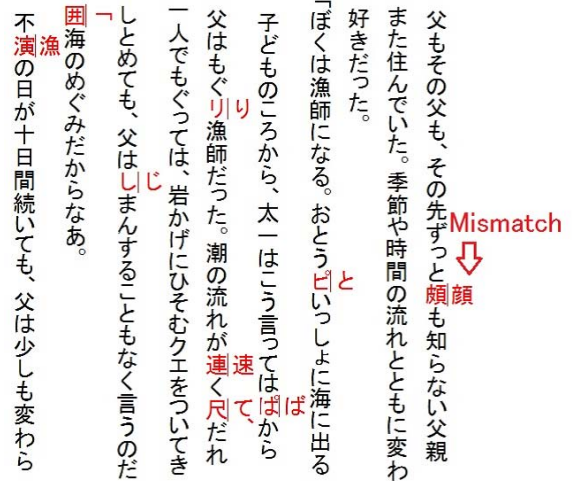 父もその父も、その先ずっと頗|顔も知らない父親
また住んでいた。季節や時間の流れとともに変わ
好きだった。
「ぼくは漁師になる。おとう。ピ|といっしょに海に出る
子どものころから、太一はこう言っては。ぱ|ばから
父はもぐリ|り漁師だった。潮の流れが連|速く尺|て、だれ
一人でもぐっては、岩かげにひそむクエをついてき
しとめても、父はし|じまんすることもなく言うのだ
囲|「海のめぐみだからなあ。
不演|漁の日が十日間続いても、父は少しも変わら
Mismatch